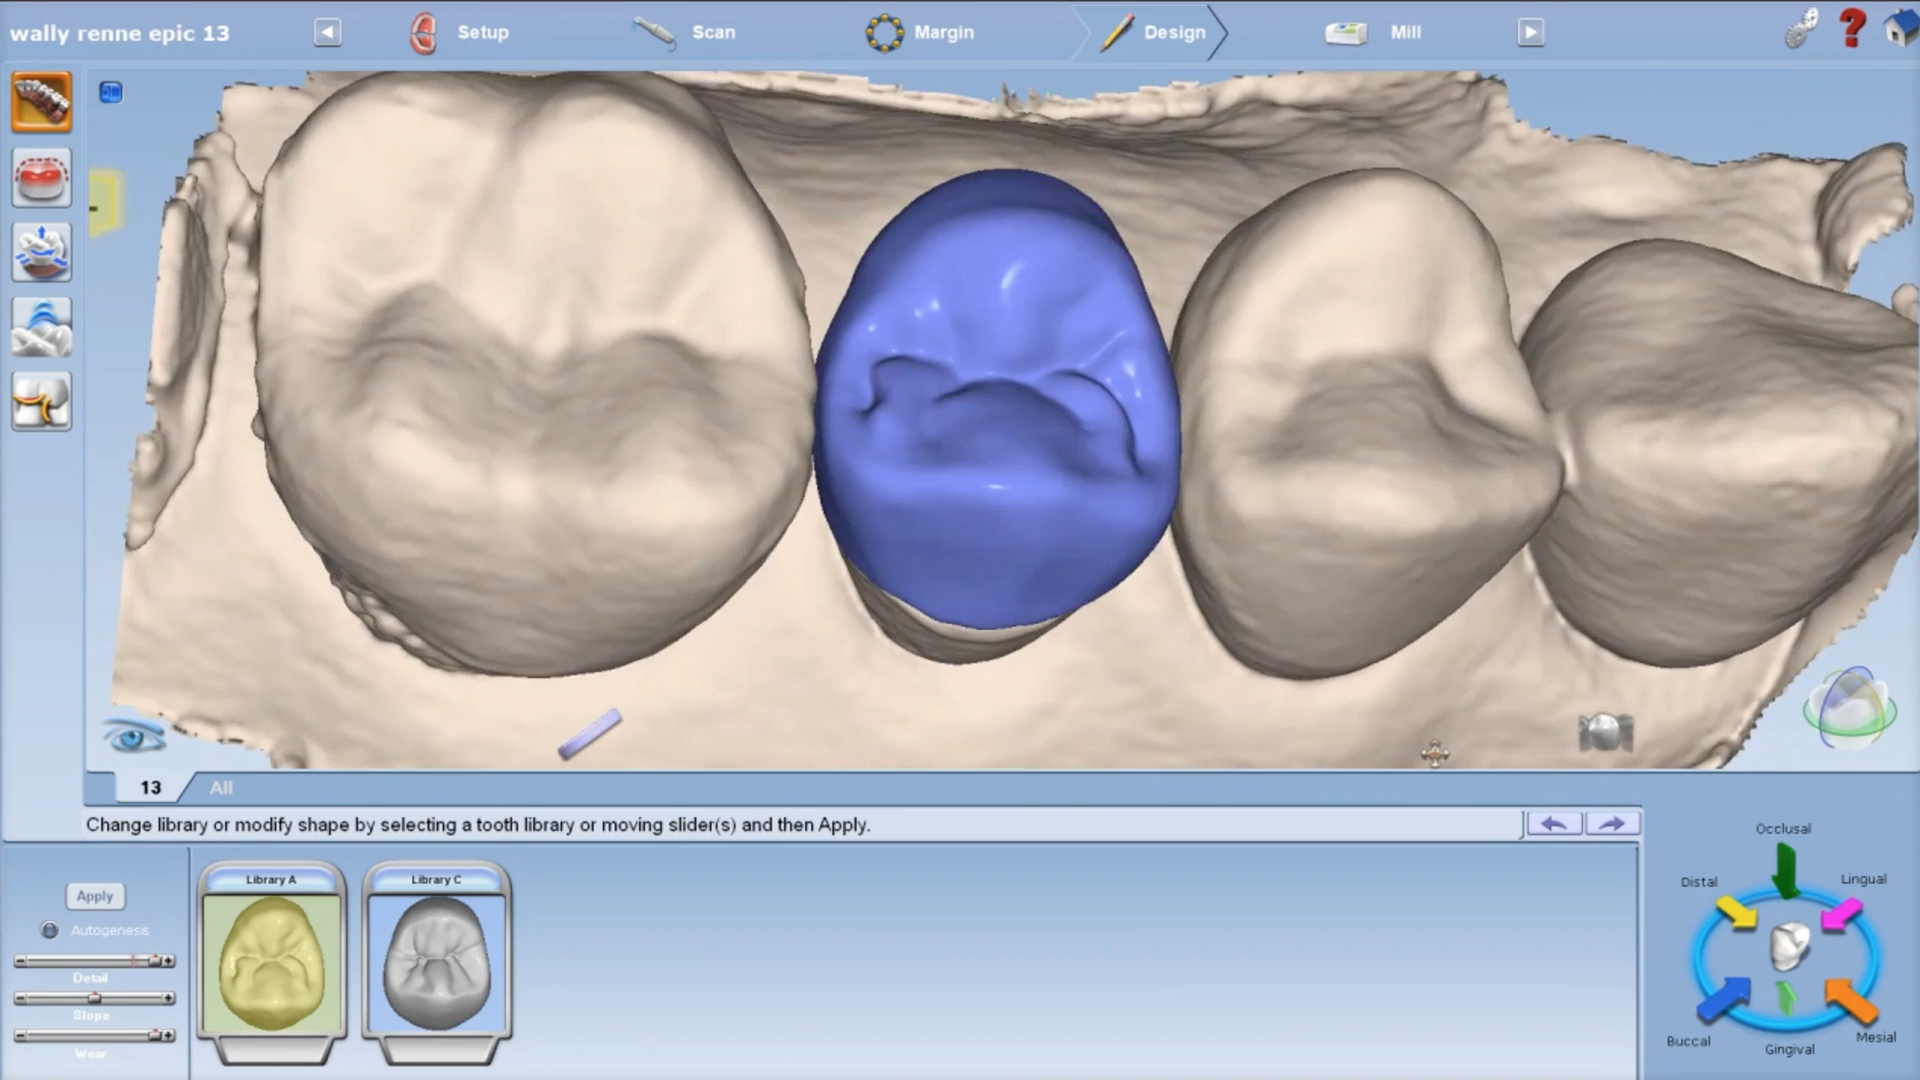 wally renne epic 13
Setup
Scan
Margin
Design
Mill
13
All
Change library or modify shape by selecting a tooth library or moving slider(s) and then Apply.
Apply
Autogenesis
Detail
Slope
Wear
Library A
Library C
Occlusal
Distal
Lingual
Buccal
Mesial
Gingival